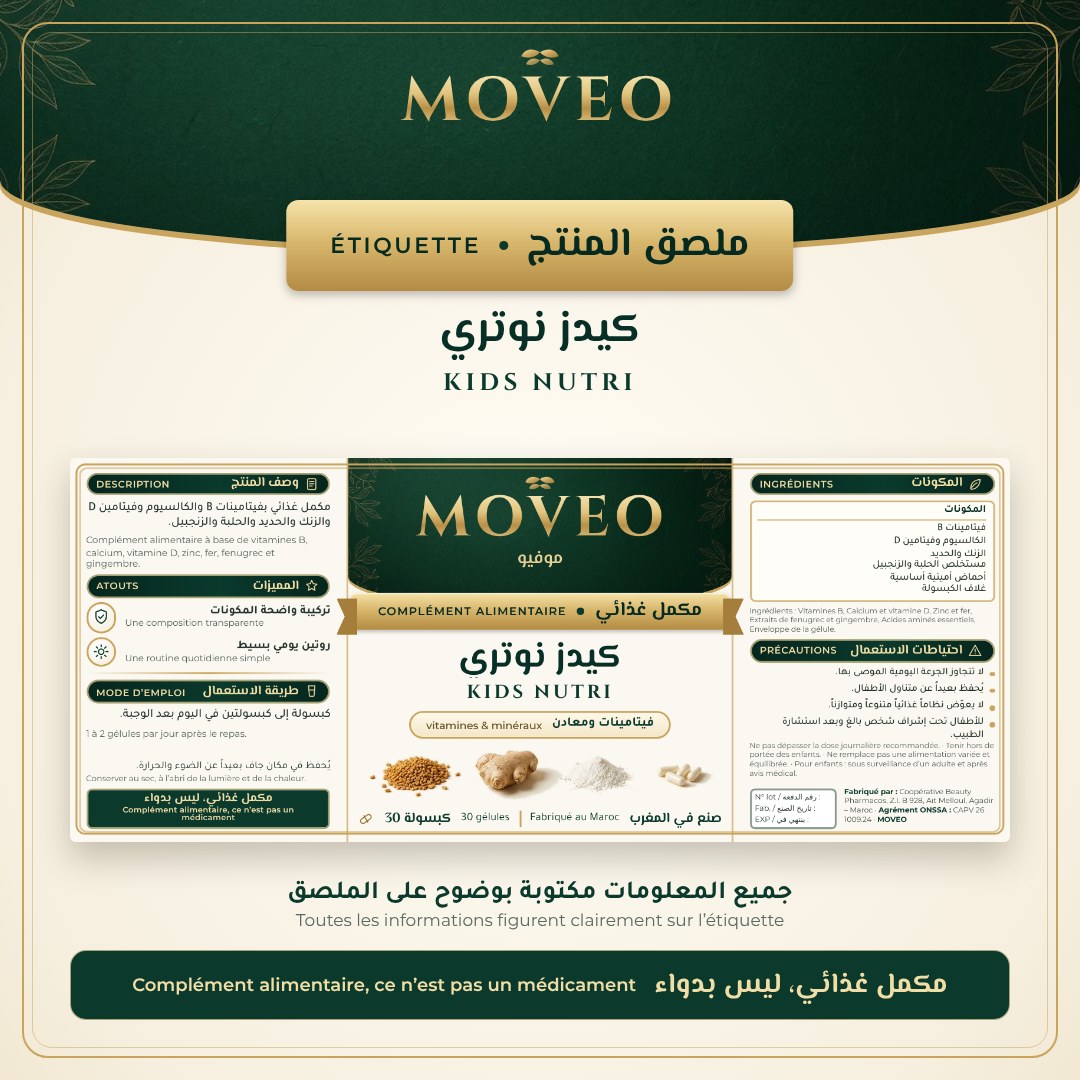 MOVEO
ÉTIQUETTE • ملصق المنتج
كيدز نوتري
KIDS NUTRI
DESCRIPTION وصف المنتج
مكمل غذائي بفيتامينات B والكالسيوم وفيتامين D
والزنك والحديد والحلبة والزنجبيل.
Complément alimentaire à base de vitamines B,
calcium, vitamine D, zinc, fer, fenugrec et
gingembre.
ATOUTS المميزات
تركيبة واضحة المكونات
Une composition transparente
روتين يومي بسيط
Une routine quotidienne simple
MODE D’EMPLOI طريقة الاستعمال
كبسولة إلى كبسولتين في اليوم بعد الوجبة.
1 à 2 gélules par jour après le repas.
يُحفظ في مكان جاف بعيداً عن الضوء والحرارة.
Conserver au sec, à l’abri de la lumière et de la chaleur.
مكمل غذائي، ليس بدواء
Complément alimentaire, ce n’est pas un
médicament
MOVEO
موفيو
COMPLÉMENT ALIMENTAIRE • مكمل غذائي
كيدز نوتري
KIDS NUTRI
vitamines & minéraux فيتامينات ومعادن
30 كبسولة 30 gélules | Fabriqué au Maroc صنع في المغرب
INGRÉDIENTS المكونات
المكونات
فيتامينات B
الكالسيوم وفيتامين D
الزنك والحديد
مستخلص الحلبة والزنجبيل
أحماض أمينية أساسية
غلاف الكبسولة
Ingrédients : Vitamines B, Calcium et vitamine D, Zinc et fer,
Extraits de fenugrec et gingembre, Acides aminés essentiels,
Enveloppe de la gélule.
PRÉCAUTIONS احتياطات الاستعمال
لا تتجاوز الجرعة اليومية الموصى بها.
يُحفظ بعيداً عن متناول الأطفال.
لا يعوّض نظاماً غذائياً متنوعاً ومتوازناً.
للأطفال تحت إشراف شخص بالغ وبعد استشارة
الطبيب.
Ne pas dépasser la dose journalière recommandée. · Tenir hors de
portée des enfants. · Ne remplace pas une alimentation variée et
équilibrée. · Pour enfants : sous surveillance d’un adulte et après
avis médical.
N° lot / رقم الدفعة :
Fab. / تاريخ الصنع :
EXP / ينتهي في :
Fabriqué par : Coopérative Beauty
Pharmacos, Z.I. B 928, Ait Melloul, Agadir
– Maroc · Agrément ONSSA : CAPV 26
1009.24 · MOVEO
جميع المعلومات مكتوبة بوضوح على الملصق
Toutes les informations figurent clairement sur l’étiquette
Complément alimentaire, ce n’est pas un médicament مكمل غذائي، ليس بدواء